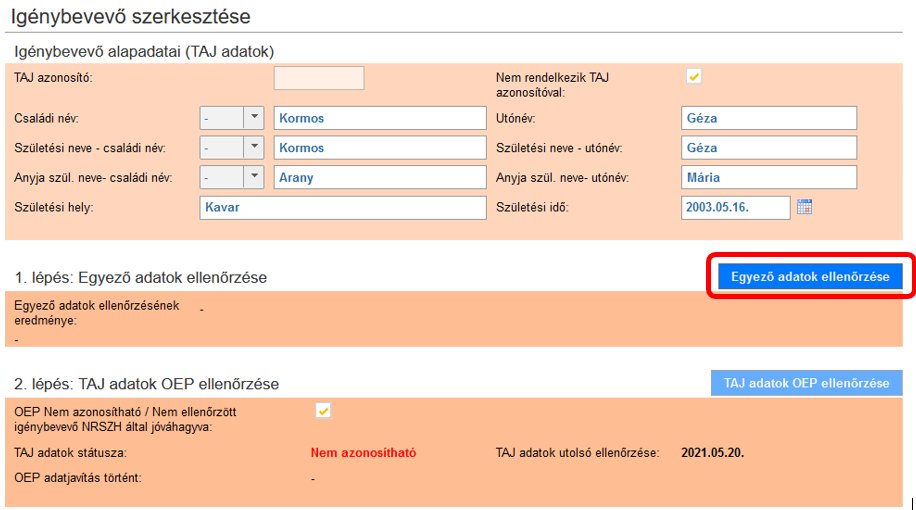 Igénybevevő szerkesztése
Igénybevevő alapadatai (TAJ adatok)
TAJ azonosító:
Nem rendelkezik TAJ
azonosítóval:
Családi név: - Kormos Utónév: Géza
Születési neve - családi név: - Kormos Születési neve - utónév: Géza
Anyja szül. neve- családi név: - Arany Anyja szül. neve- utónév: Mária
Születési hely: Kavar Születési idő: 2003.05.16.
1. lépés: Egyező adatok ellenőrzése Egyező adatok ellenőrzése
Egyező adatok ellenőrzésének
eredménye: -
-
2. lépés: TAJ adatok OEP ellenőrzése TAJ adatok OEP ellenőrzése
OEP Nem azonosítható / Nem ellenőrzött
igénybevevő NRSZH által jóváhagyva:
TAJ adatok státusza: Nem azonosítható TAJ adatok utolsó ellenőrzése: 2021.05.20.
OEP adatjavítás történt: -